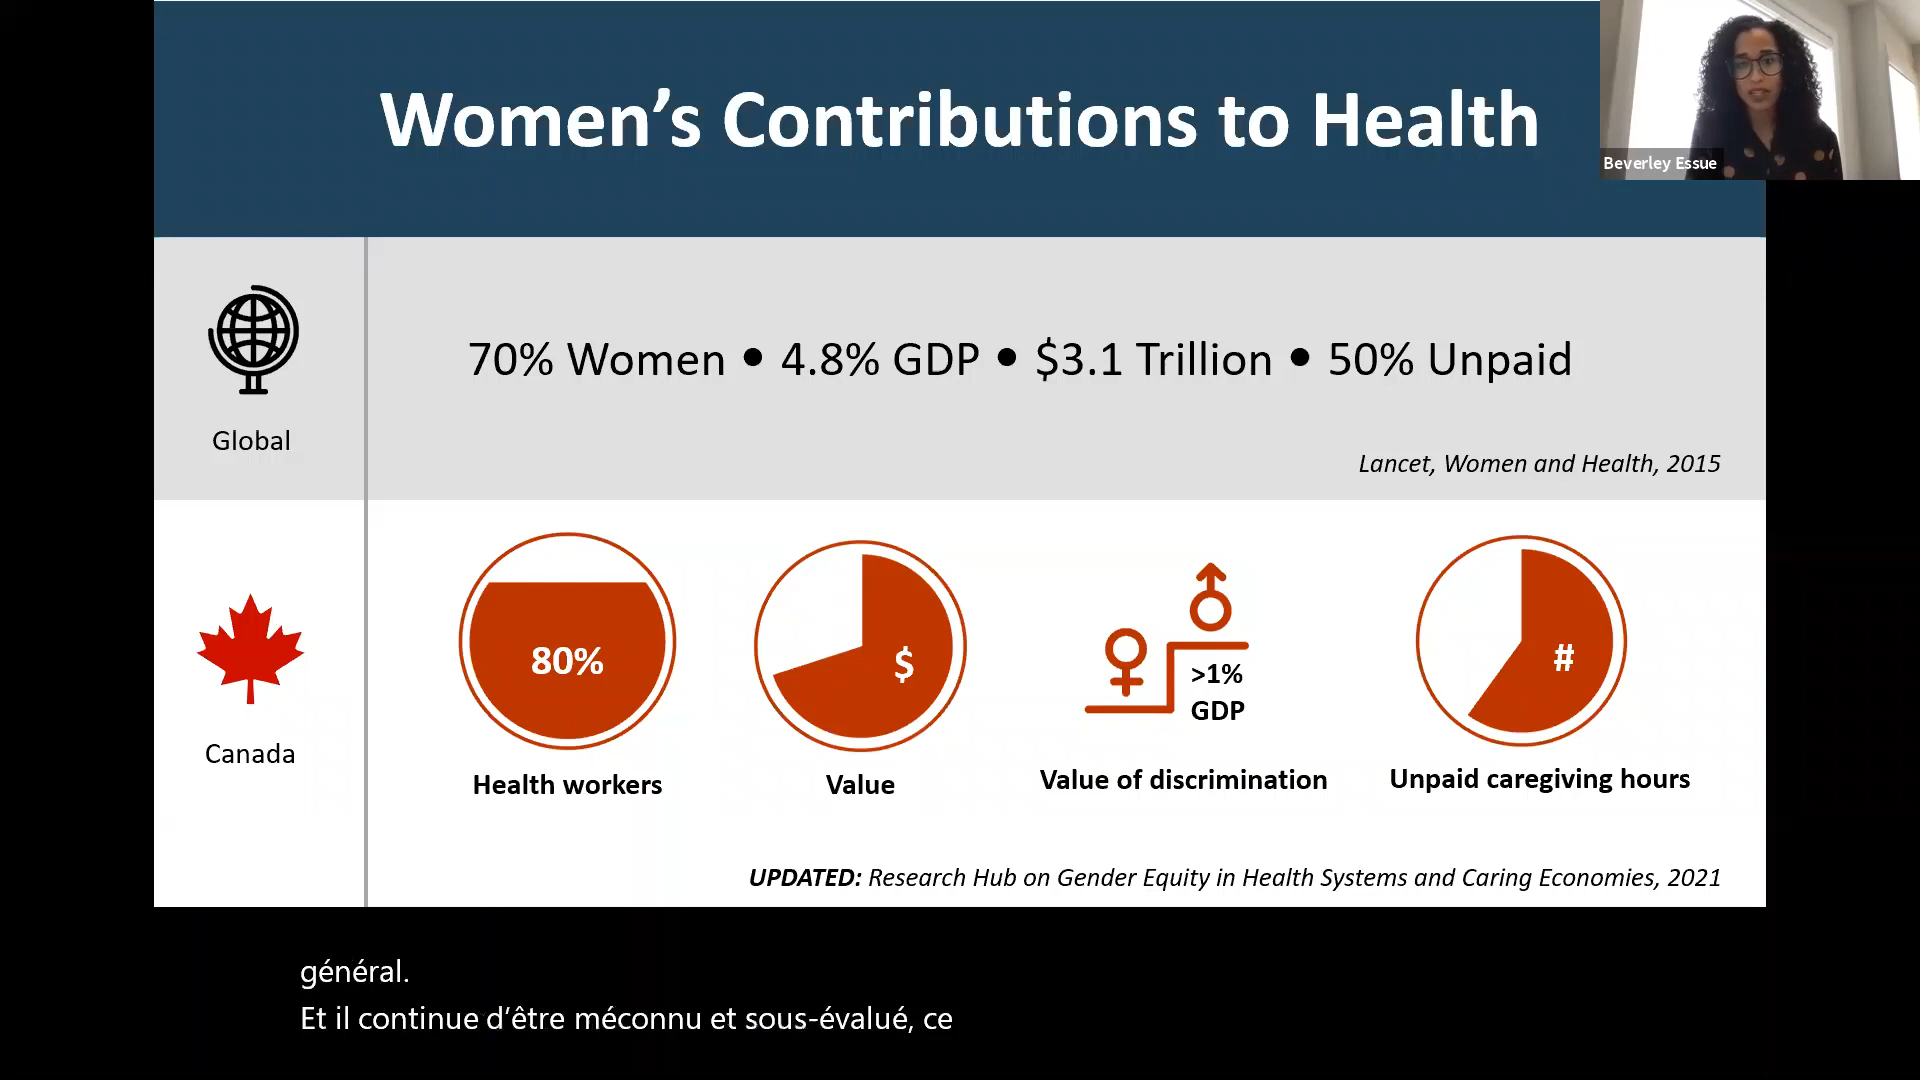 Women's Contributions to Health
Beverley Essue
70% Women • 4.8% GDP • $3.1 Trillion • 50% Unpaid
Global
Lancet, Women and Health, 2015
80%
$
>1%
GDP
#
Canada
Health workers
Value
Value of discrimination
Unpaid caregiving hours
UPDATED: Research Hub on Gender Equity in Health Systems and Caring Economies, 2021
général.
Et il continue d'être méconnu et sous-évalué, ce